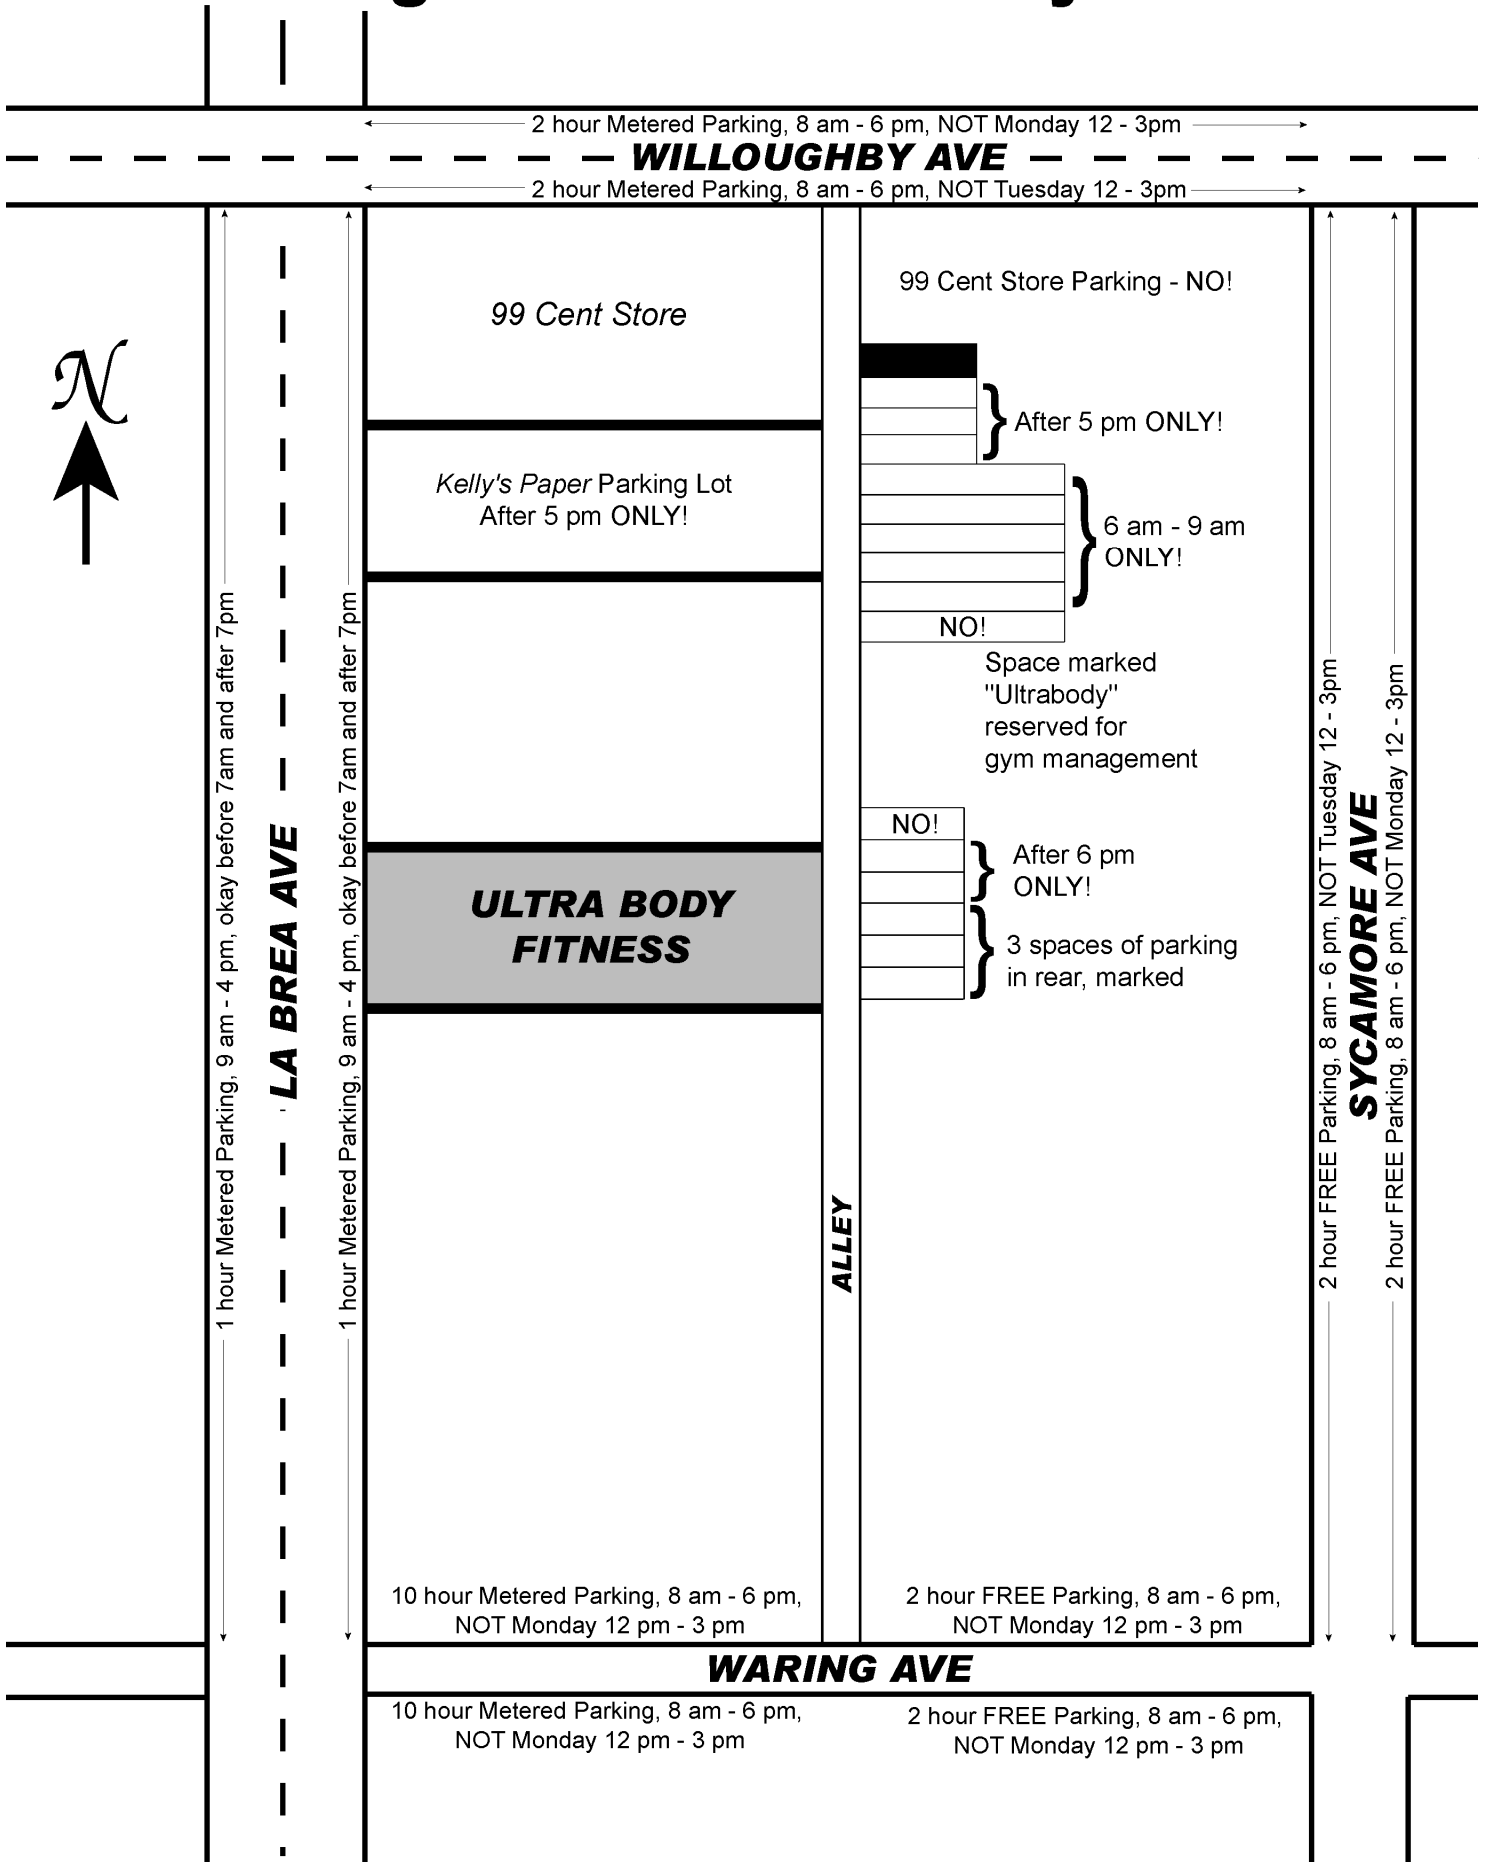 2 hour Metered Parking, 8 am - 6 pm, NOT Monday 12 - 3pm
WILLOUGHBY AVE
2 hour Metered Parking, 8 am - 6 pm, NOT Tuesday 12 - 3pm
99 Cent Store
99 Cent Store Parking - NO!
N
After 5 pm ONLY!
Kelly's Paper Parking Lot
After 5 pm ONLY!
6 am - 9 am
ONLY!
NO!
Space marked
"Ultrabody"
reserved for
gym management
NO!
After 6 pm
ONLY!
ULTRA BODY
FITNESS
3 spaces of parking
in rear, marked
1 hour Metered Parking, 9 am - 4 pm, okay before 7am and after 7pm
LA BREA AVE
1 hour Metered Parking, 9 am - 4 pm, okay before 7am and after 7pm
ALLEY
2 hour FREE Parking, 8 am - 6 pm, NOT Tuesday 12 - 3pm
SYCAMORE AVE
2 hour FREE Parking, 8 am - 6 pm, NOT Monday 12 - 3pm
10 hour Metered Parking, 8 am - 6 pm,
NOT Monday 12 pm - 3 pm
2 hour FREE Parking, 8 am - 6 pm,
NOT Monday 12 pm - 3 pm
WARING AVE
10 hour Metered Parking, 8 am - 6 pm,
NOT Monday 12 pm - 3 pm
2 hour FREE Parking, 8 am - 6 pm,
NOT Monday 12 pm - 3 pm